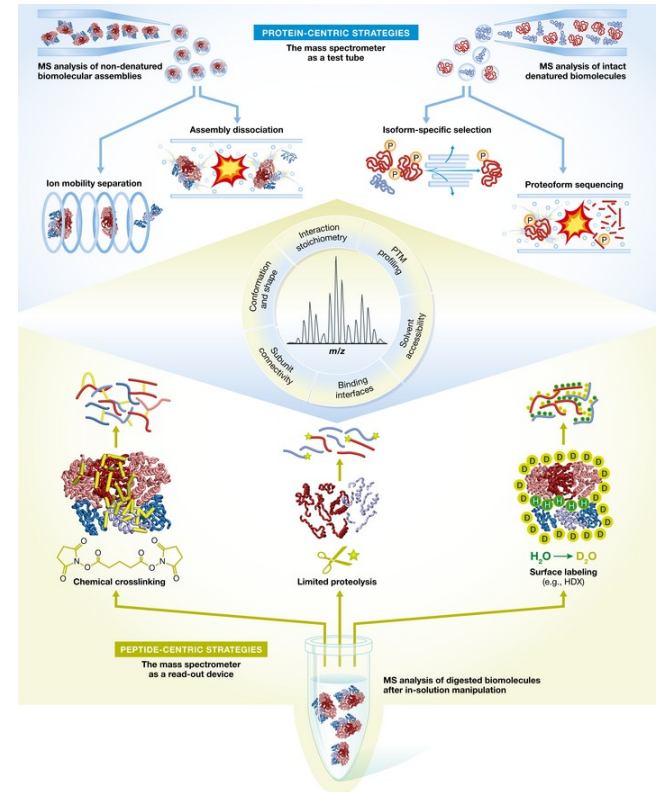 PROTEIN-CENTRIC STRATEGIES
The mass spectrometer
as a test tube
MS analysis of non-denatured
biomolecular assemblies
MS analysis of intact
denatured biomolecules
Assembly dissociation
Isoform-specific selection
P
P
P
P
P
Ion mobility separation
Proteoform sequencing
P
P
Interaction
stoichiometry
PTM
profiling
Conformation
and shape
Solvent
accessibility
Subunit
connectivity
Binding
interfaces
m/z
D D D D D D
D D
D D
D D
H H H H H
D D
D D
D D D D
O
O
O
O
N
O
O
N
O
O
H₂O → D₂O
Chemical crosslinking
Limited proteolysis
Surface labeling
(e.g., HDX)
PEPTIDE-CENTRIC STRATEGIES
The mass spectrometer
as a read-out device
MS analysis of digested biomolecules
after in-solution manipulation